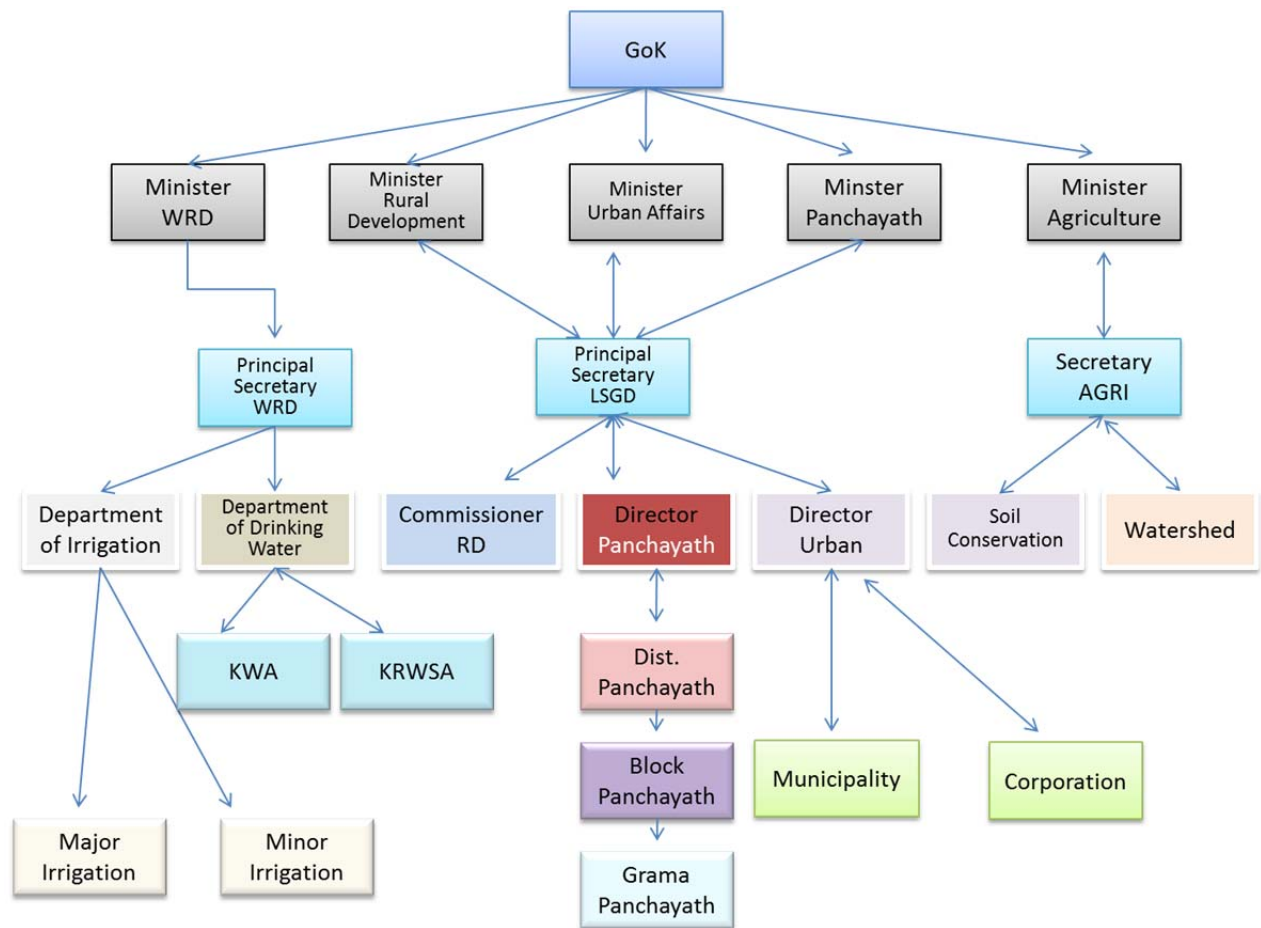 GoK
Minister
WRD
Minister
Rural
Development
Minister
Urban Affairs
Minster
Panchayath
Minister
Agriculture
Principal
Secretary
WRD
Principal
Secretary
LSGD
Secretary
AGRI
Department
of Irrigation
Department
of Drinking
Water
Commissioner
RD
Director
Panchayath
Director
Urban
Soil
Conservation
Watershed
KWA
KRWSA
Dist.
Panchayath
Block
Panchayath
Municipality
Corporation
Major
Irrigation
Minor
Irrigation
Grama
Panchayath